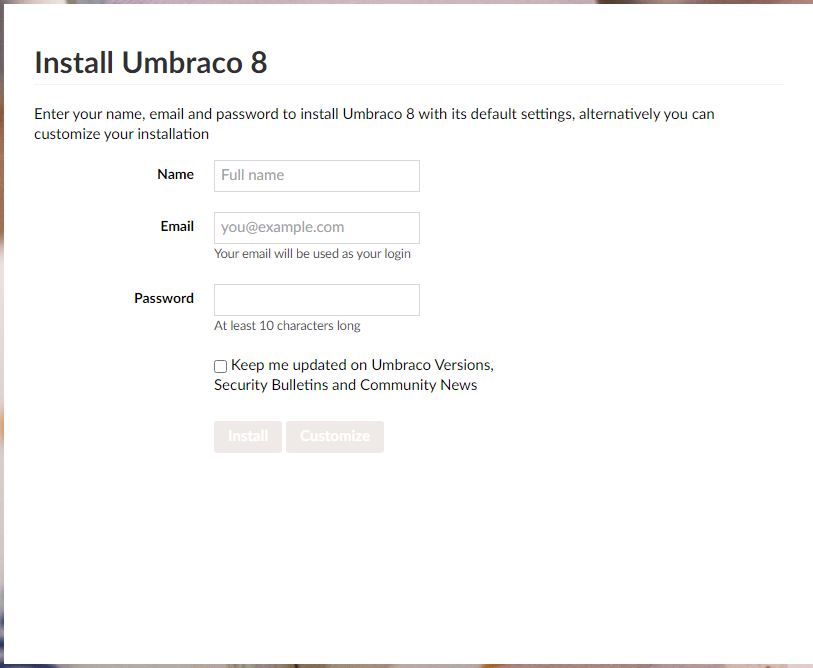 Install Umbraco 8
Enter your name, email and password to install Umbraco 8 with its default settings, alternatively you can
customize your installation
Name
Full name
Email
you@example.com
Your email will be used as your login
Password
At least 10 characters long
Keep me updated on Umbraco Versions,
Security Bulletins and Community News
Install Customize